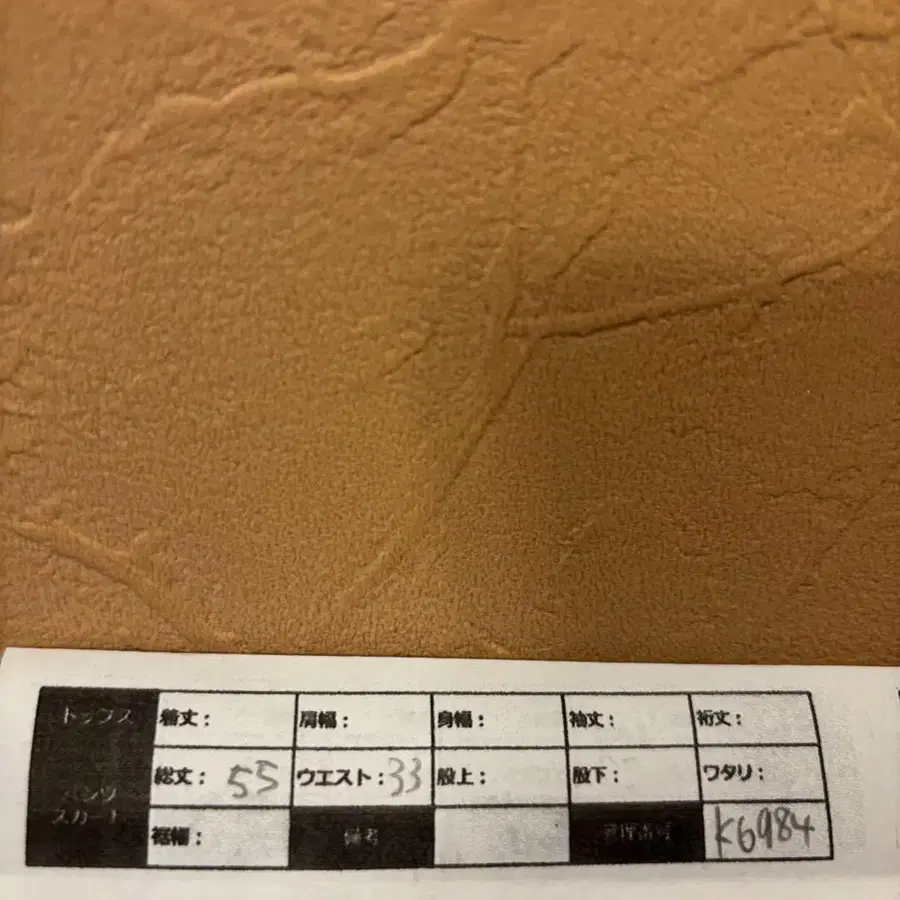 トップス 着丈: 肩幅: 身幅: 袖丈: 裄丈:
パンツ スカート 総丈: 55 ウエスト: 33 股上: 股下: ワタリ:
裾幅: 備考 管理番号 K6984